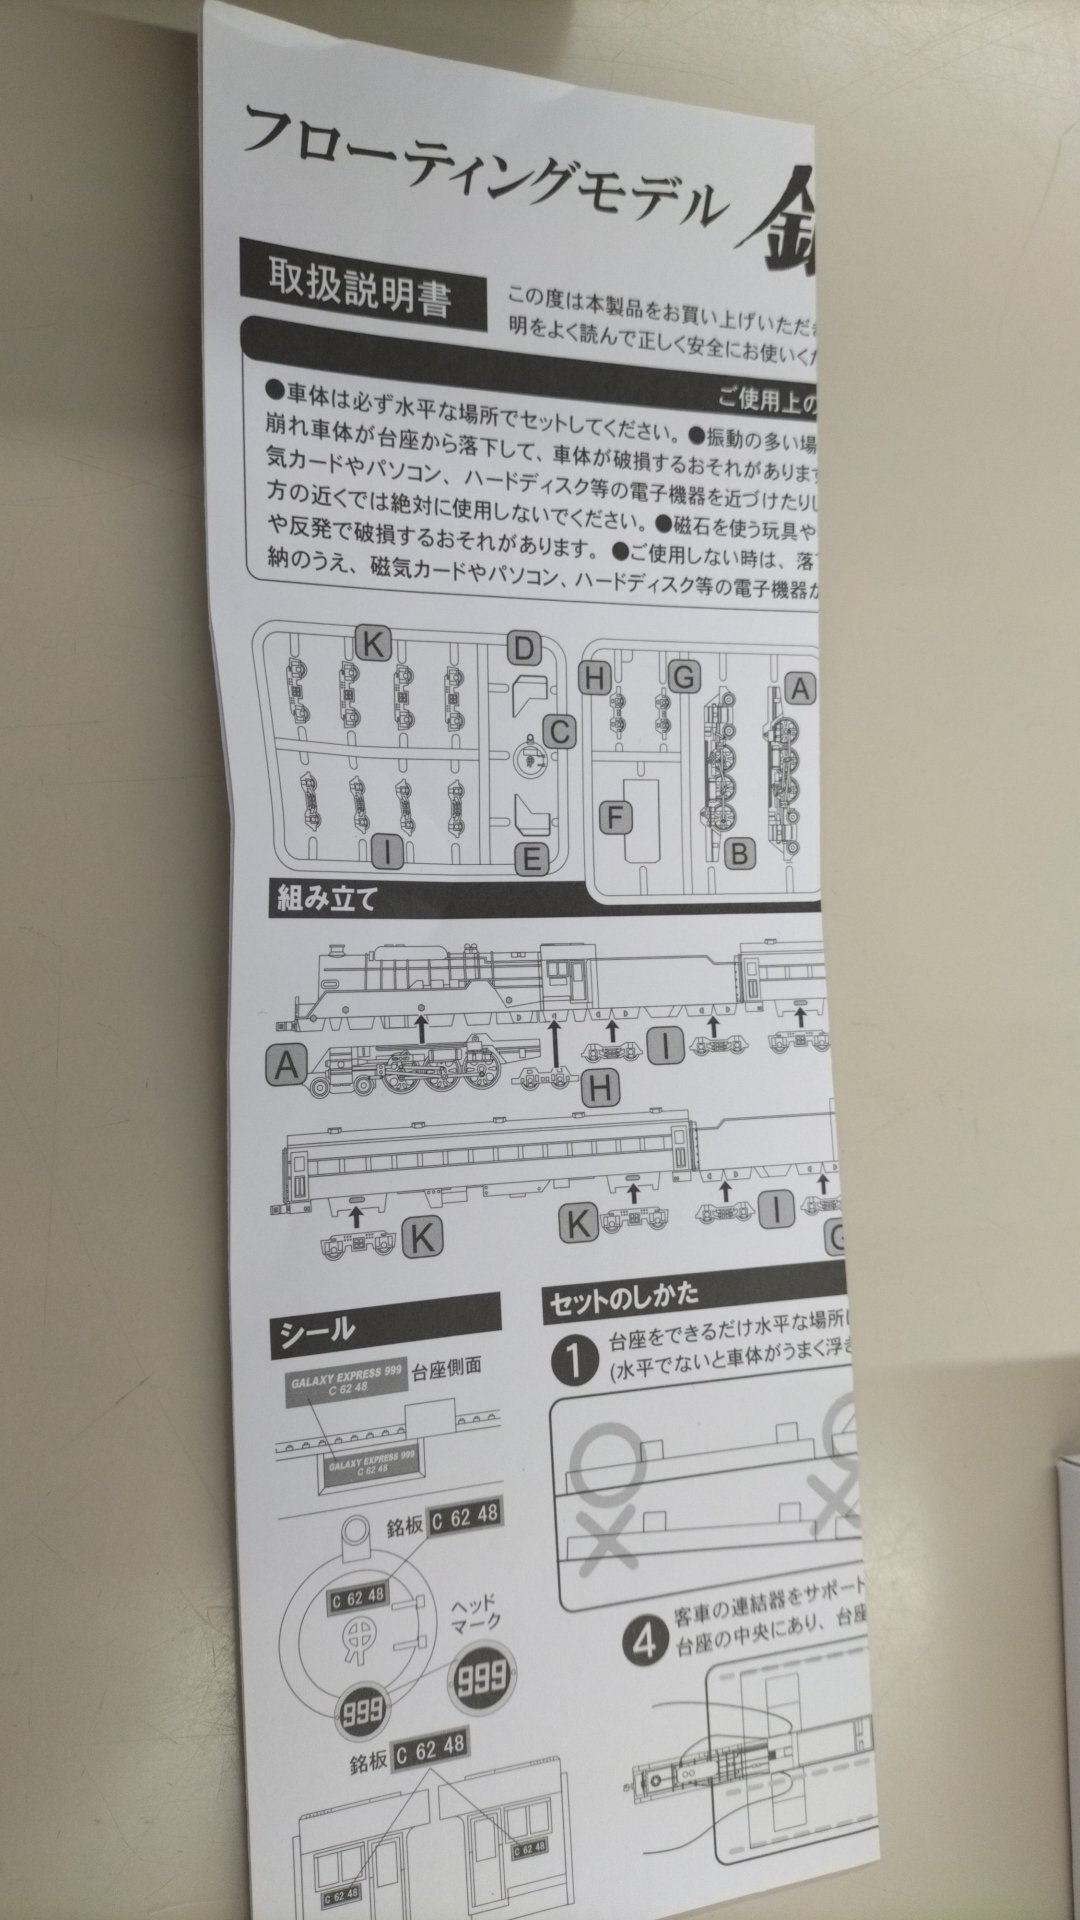 フローティングモデル
取扱説明書
この度は本製品をお買い上げいただ
明をよく読んで正しく安全にお使いく
ご使用上の
●車体は必ず水平な場所でセットしてください。●振動の多い場
崩れ車体が台座から落下して、車体が破損するおそれがあります
気カードやパソコン、ハードディスク等の電子機器を近づけたり
方の近くでは絶対に使用しないでください。●磁石を使う玩具や
や反発で破損するおそれがあります。●ご使用しない時は、落
納のうえ、磁気カードやパソコン、ハードディスク等の電子機器
K
D
H
G
A
C
F
I
E
B
組み立て
A
I
H
K
K
I
G
シール
GALAXY EXPRESS 999
C 62 48
台座側面
GALAXY EXPRESS 999
C 62 48
銘板 C 62 48
C 62 48
ヘッド
マーク
999
999
銘板 C 62 48
C 62 48
C 62 48
セットのしかた
1 台座をできるだけ水平な場所
(水平でないと車体がうまく浮き
4 客車の連結器をサポート
台座の中央にあり、台座